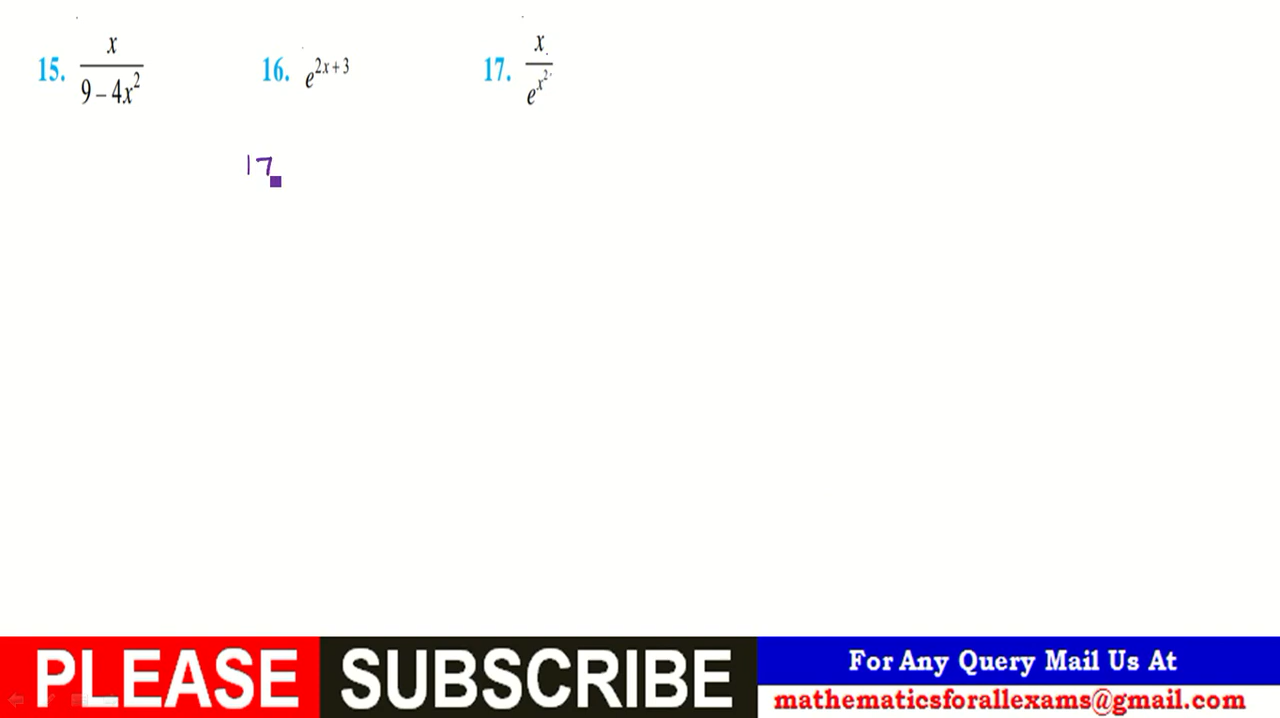 15. x / (9 – 4x²)
16. e^(2x + 3)
17. x / e^(x²)
17
PLEASE SUBSCRIBE
For Any Query Mail Us At
mathematicsforallexams@gmail.com